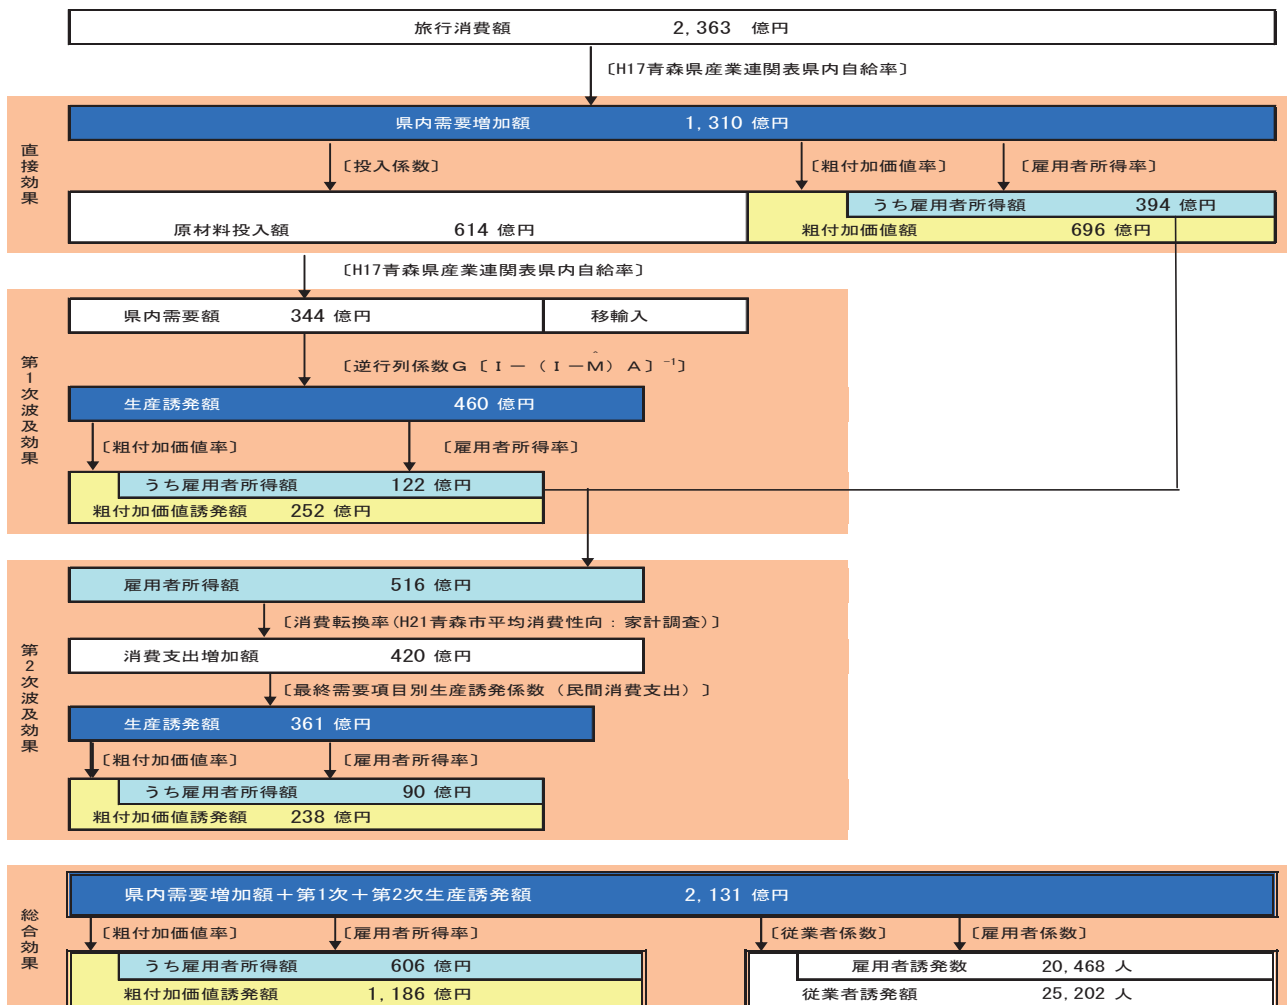 旅行消費額 2,363 億円
〔H17青森県産業連関表県内自給率〕
直接効果
県内需要増加額 1,310 億円
〔投入係数〕 〔粗付加価値率〕 〔雇用者所得率〕
うち雇用者所得額 394 億円
原材料投入額 614 億円 粗付加価値額 696 億円
〔H17青森県産業連関表県内自給率〕
第1次波及効果
県内需要額 344 億円 移輸入
〔逆行列係数G〔I-(I-M̂)A〕⁻¹〕
生産誘発額 460 億円
〔粗付加価値率〕 〔雇用者所得率〕
うち雇用者所得額 122 億円
粗付加価値誘発額 252 億円
第2次波及効果
雇用者所得額 516 億円
〔消費転換率(H21青森市平均消費性向:家計調査)〕
消費支出増加額 420 億円
〔最終需要項目別生産誘発係数(民間消費支出)〕
生産誘発額 361 億円
〔粗付加価値率〕 〔雇用者所得率〕
うち雇用者所得額 90 億円
粗付加価値誘発額 238 億円
総合効果
県内需要増加額+第1次+第2次生産誘発額 2,131 億円
〔粗付加価値率〕 〔雇用者所得率〕 〔従業者係数〕 〔雇用者係数〕
うち雇用者所得額 606 億円 雇用者誘発数 20,468 人
粗付加価値誘発額 1,186 億円 従業者誘発額 25,202 人